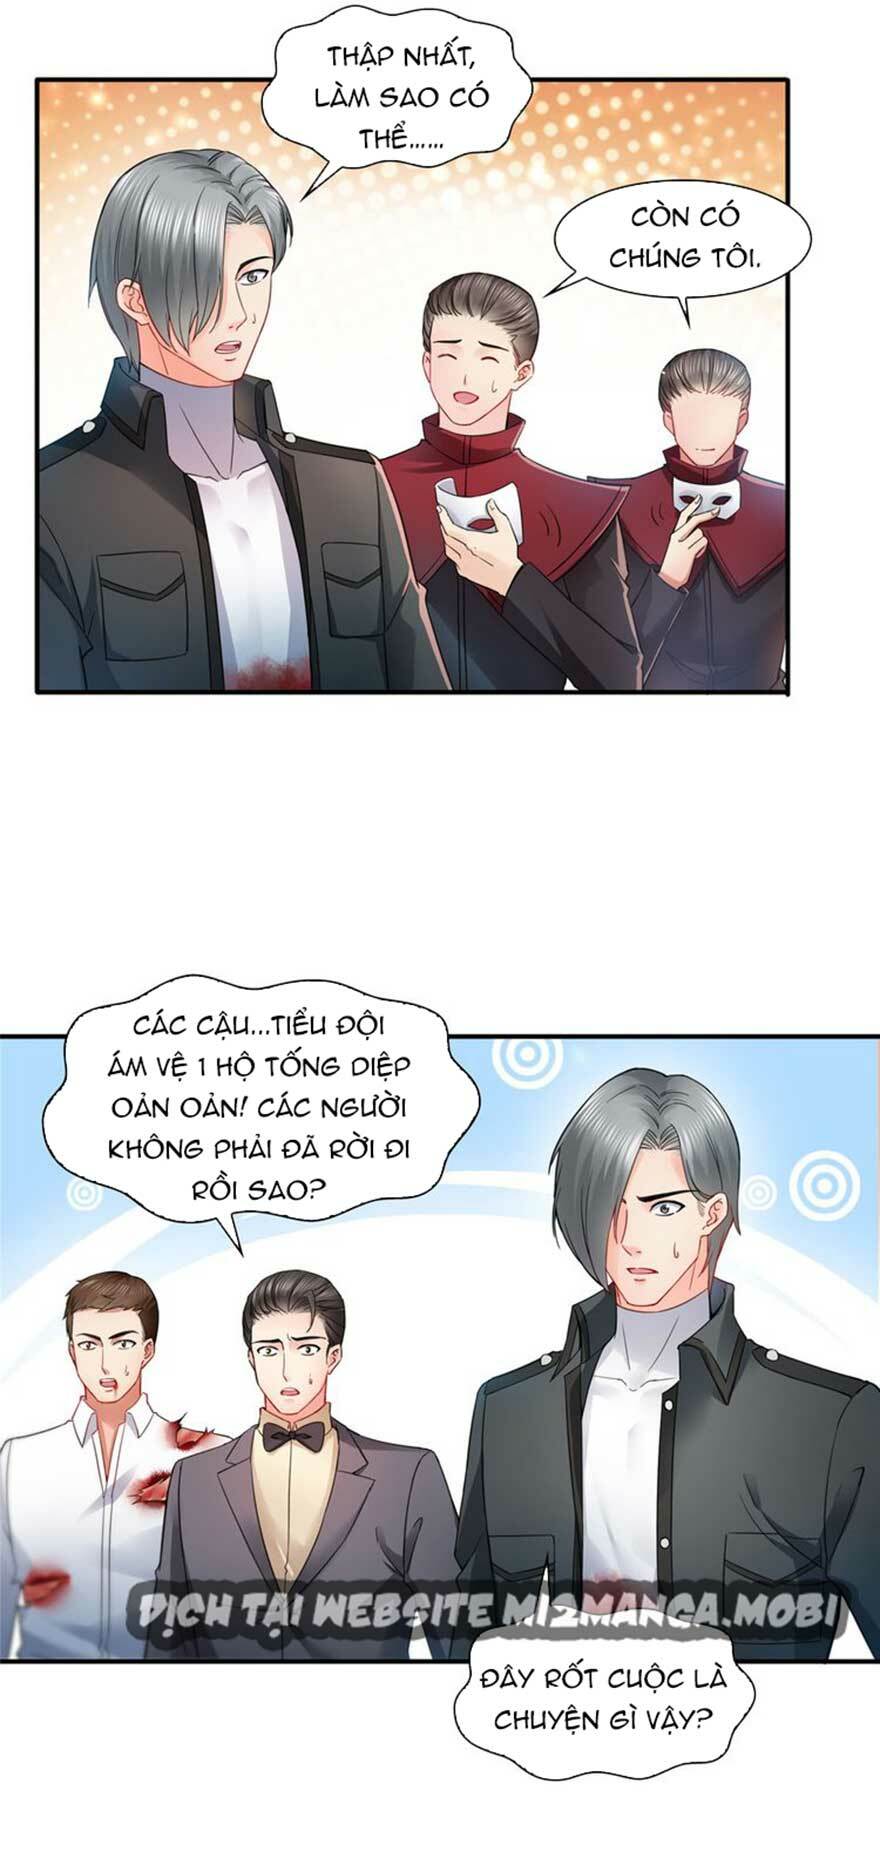 THẬP NHẤT,
LÀM SAO CÓ
THỂ......
CÒN CÓ
CHÚNG TÔI.
CÁC CẬU...TIỂU ĐỘI
ÁM VỆ 1 HỘ TỐNG DIỆP
OẢN OẢN! CÁC NGƯỜI
KHÔNG PHẢI ĐÃ RỜI ĐI
RỒI SAO?
DỊCH TẠI WEBSITE MI2MANGA.MOBI
ĐÂY RỐT CUỘC LÀ
CHUYỆN GÌ VẬY?